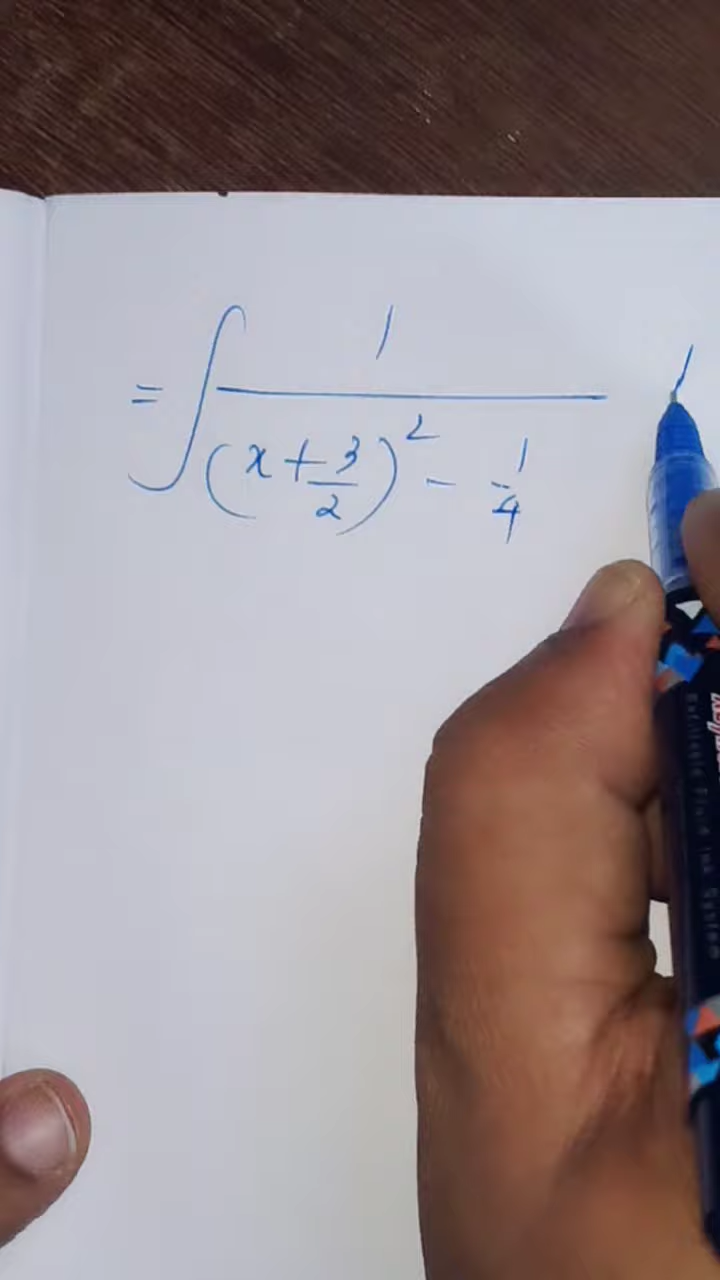 = ∫ 1 / ((x + 3/2)² - 1/4)